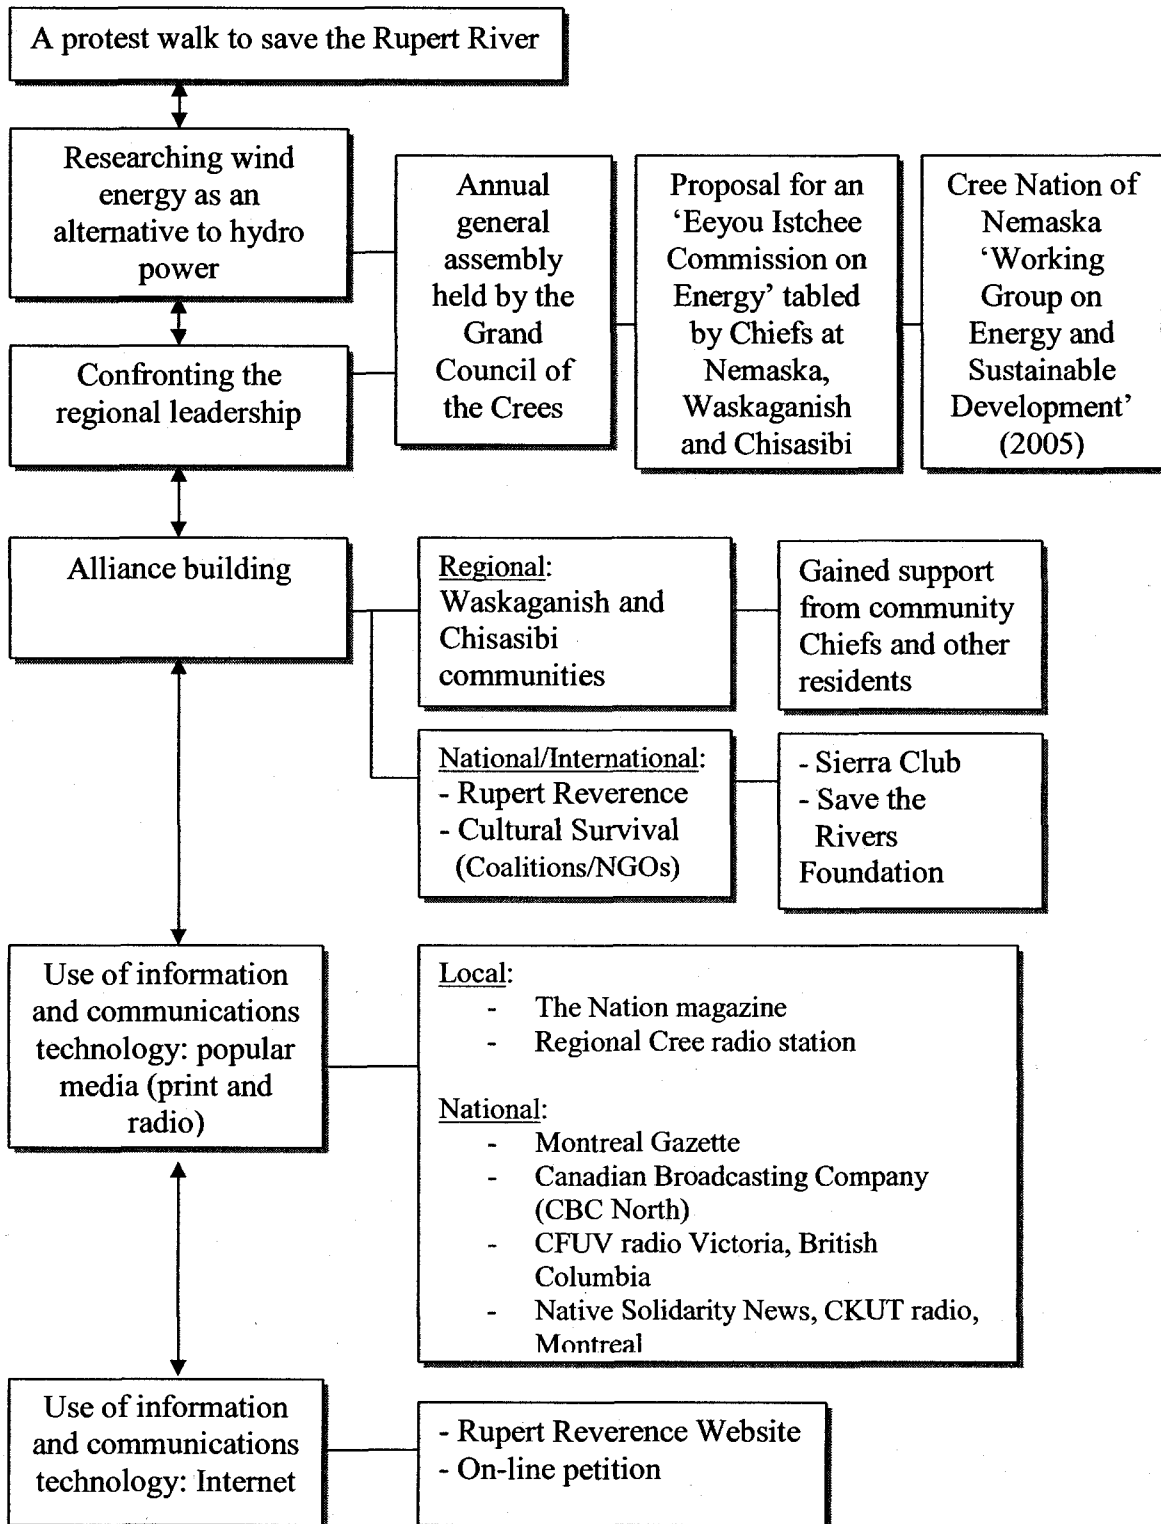 A protest walk to save the Rupert River
Researching wind
energy as an
alternative to hydro
power
Annual
general
assembly
held by the
Grand
Council of
the Crees
Proposal for an
‘Eeyou Istchee
Commission on
Energy’ tabled
by Chiefs at
Nemaska,
Waskaganish
and Chisasibi
Cree Nation of
Nemaska
‘Working
Group on
Energy and
Sustainable
Development’
(2005)
Confronting the
regional leadership
Alliance building
Regional:
Waskaganish and
Chisasibi
communities
Gained support
from community
Chiefs and other
residents
National/International:
- Rupert Reverence
- Cultural Survival
(Coalitions/NGOs)
- Sierra Club
- Save the
Rivers
Foundation
Use of information
and communications
technology: popular
media (print and
radio)
Local:
- The Nation magazine
- Regional Cree radio station
National:
- Montreal Gazette
- Canadian Broadcasting Company
(CBC North)
- CFUV radio Victoria, British
Columbia
- Native Solidarity News, CKUT radio,
Montreal
Use of information
and communications
technology: Internet
- Rupert Reverence Website
- On-line petition